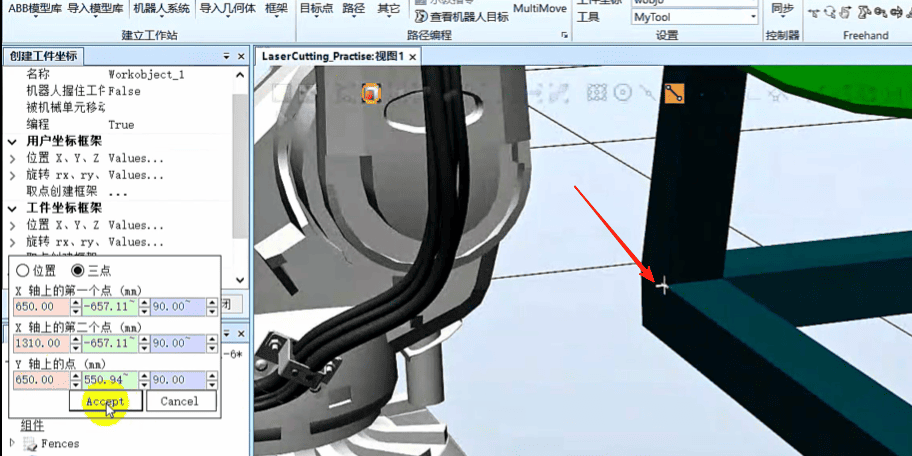 ABB模型库 导入模型库 机器人系统 导入几何体 框架 目标点 路径 其它
查看机器人目标
MultiMove
工具 MyTool
同步
建立工作站 路径编程 设置 控制器 Freehand
创建工件坐标
LaserCutting_Practise:视图1
名称 Workobject_1
机器人握住工件 False
被机械单元移动
编程 True
用户坐标框架
位置 X、Y、Z Values...
旋转 rx、ry、 Values...
取点创建框架 ...
工件坐标框架
位置 X、Y、Z Values...
旋转 rx、ry、 Values...
位置 三点
X 轴上的第一个点 (mm)
650.00 -657.11~ 90.00~
X 轴上的第二个点 (mm)
1310.00 -657.11~ 90.00~
Y 轴上的点 (mm)
650.00 550.94~ 90.00
Accept Cancel
闭
-6*
组件
Fences